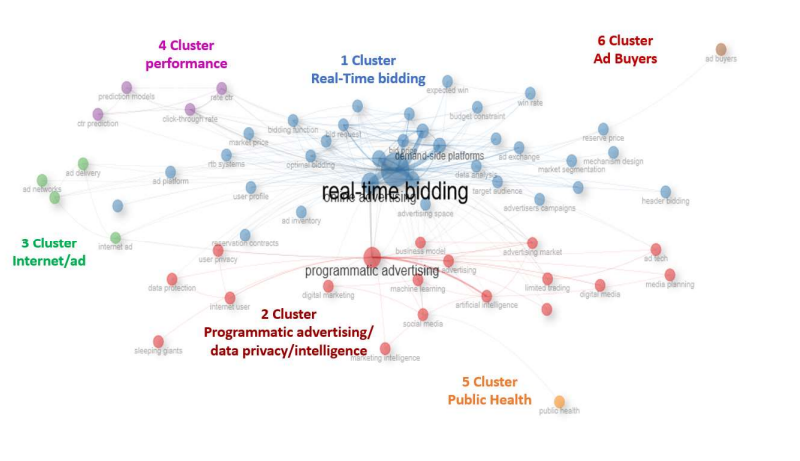 6 Cluster
Ad Buyers
4 Cluster
performance
1 Cluster
Real-Time bidding
ad buyers
prediction models
rate ctr
expected win
win rate
click-through rate
ctr prediction
budget constraint
bidding function
bid request
market price
reserve price
bid price
demand-side platforms
ad exchange
rtb systems
optimal bidding
mechanism design
market segmentation
data analysis
ad delivery
ad platform
ad networks
user profile
real-time bidding
target audience
online advertising
header bidding
advertisers campaigns
ad inventory
advertising space
internet ad
reservation contracts
3 Cluster
Internet/ad
user privacy
business model
advertising market
ad tech
programmatic advertising
advertising
data protection
digital marketing
machine learning
limited trading
digital media
media planning
internet user
artificial intelligence
2 Cluster
Programmatic advertising/
data privacy/intelligence
social media
sleeping giants
marketing intelligence
5 Cluster
Public Health
public health